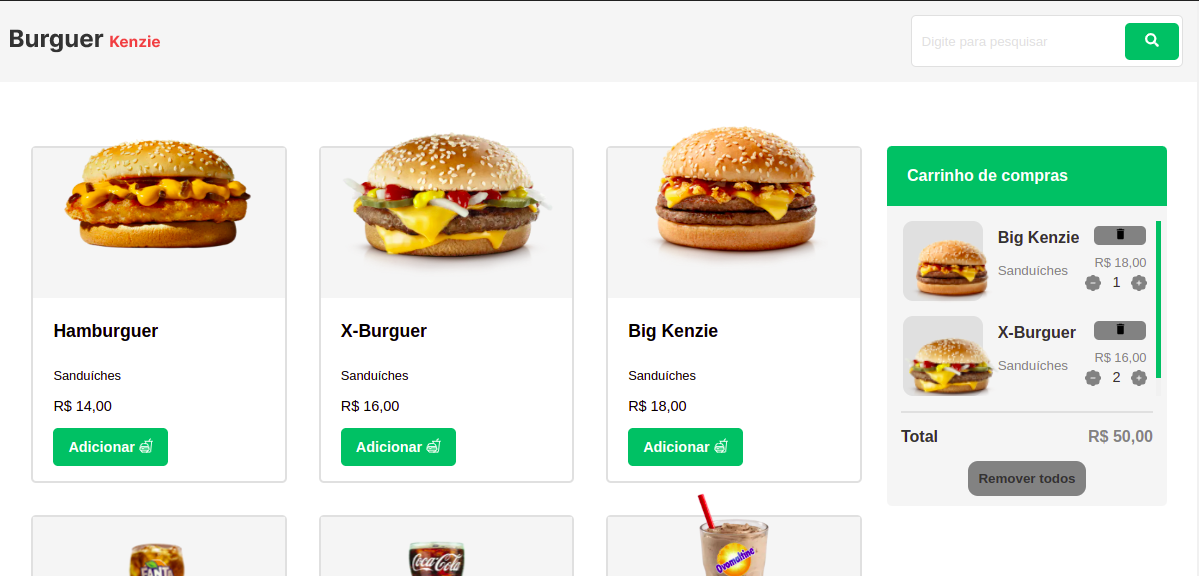 Burguer Kenzie
Digite para pesquisar
Hamburguer
Sanduíches
R$ 14,00
Adicionar
X-Burguer
Sanduíches
R$ 16,00
Adicionar
Big Kenzie
Sanduíches
R$ 18,00
Adicionar
Carrinho de compras
Big Kenzie
R$ 18,00
Sanduíches
1
X-Burguer
R$ 16,00
Sanduíches
2
Total R$ 50,00
Remover todos
FANTA
Coca-Cola
Ovomaltine